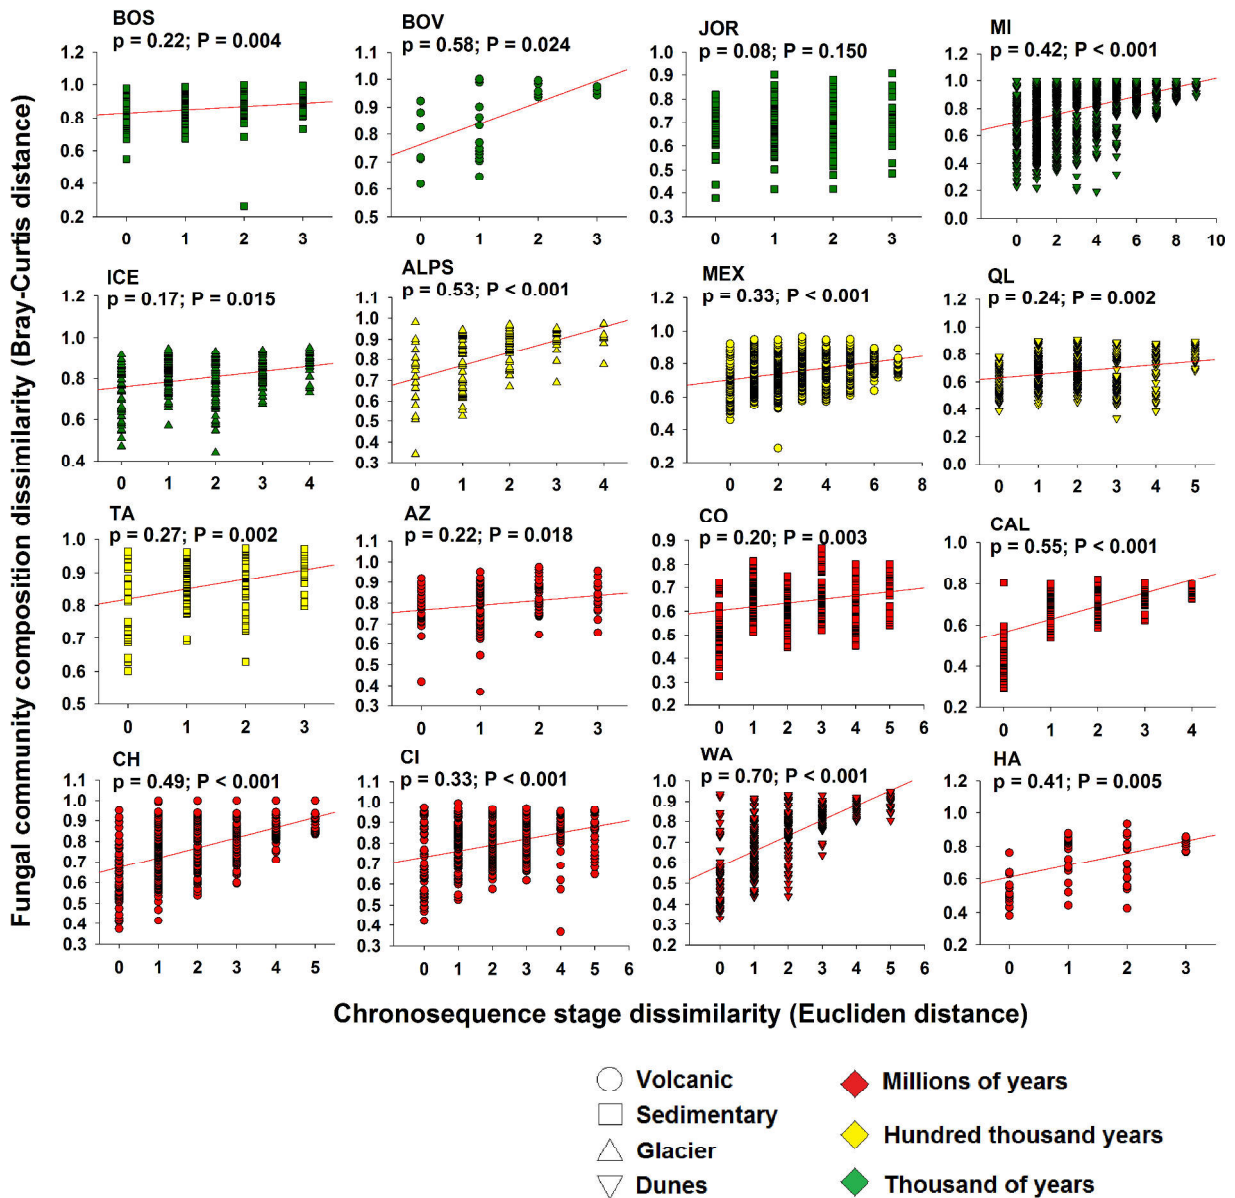 Fungal community composition dissimilarity (Bray-Curtis distance)
BOS
p = 0.22; P = 0.004
1.2
1.0
0.8
0.6
0.4
0.2
0 1 2 3
BOV
p = 0.58; P = 0.024
1.1
1.0
0.9
0.8
0.7
0.6
0.5
0 1 2 3
JOR
p = 0.08; P = 0.150
1.0
0.9
0.8
0.7
0.6
0.5
0.4
0.3
0 1 2 3
MI
p = 0.42; P < 0.001
1.2
1.0
0.8
0.6
0.4
0.2
0.0
0 2 4 6 8 10
ICE
p = 0.17; P = 0.015
1.2
1.0
0.8
0.6
0.4
0 1 2 3 4
ALPS
p = 0.53; P < 0.001
1.1
1.0
0.9
0.8
0.7
0.6
0.5
0.4
0.3
0 1 2 3 4
MEX
p = 0.33; P < 0.001
1.2
1.0
0.8
0.6
0.4
0.2
0 2 4 6 8
QL
p = 0.24; P = 0.002
1.2
1.0
0.8
0.6
0.4
0.2
0.0
0 1 2 3 4 5
TA
p = 0.27; P = 0.002
1.0
0.9
0.8
0.7
0.6
0.5
0 1 2 3
AZ
p = 0.22; P = 0.018
1.1
1.0
0.9
0.8
0.7
0.6
0.5
0.4
0.3
0 1 2 3
CO
p = 0.20; P = 0.003
0.9
0.8
0.7
0.6
0.5
0.4
0.3
0.2
0 1 2 3 4 5 6
CAL
p = 0.55; P < 0.001
1.0
0.8
0.6
0.4
0.2
0 1 2 3 4
CH
p = 0.49; P < 0.001
1.1
1.0
0.9
0.8
0.7
0.6
0.5
0.4
0.3
0 1 2 3 4 5
CI
p = 0.33; P < 0.001
1.1
1.0
0.9
0.8
0.7
0.6
0.5
0.4
0.3
0 1 2 3 4 5 6
WA
p = 0.70; P < 0.001
1.0
0.9
0.8
0.7
0.6
0.5
0.4
0.3
0.2
0 1 2 3 4 5 6
HA
p = 0.41; P = 0.005
1.2
1.0
0.8
0.6
0.4
0.2
0 1 2 3
Chronosequence stage dissimilarity (Eucliden distance)
Volcanic
Sedimentary
Glacier
Dunes
Millions of years
Hundred thousand years
Thousand of years